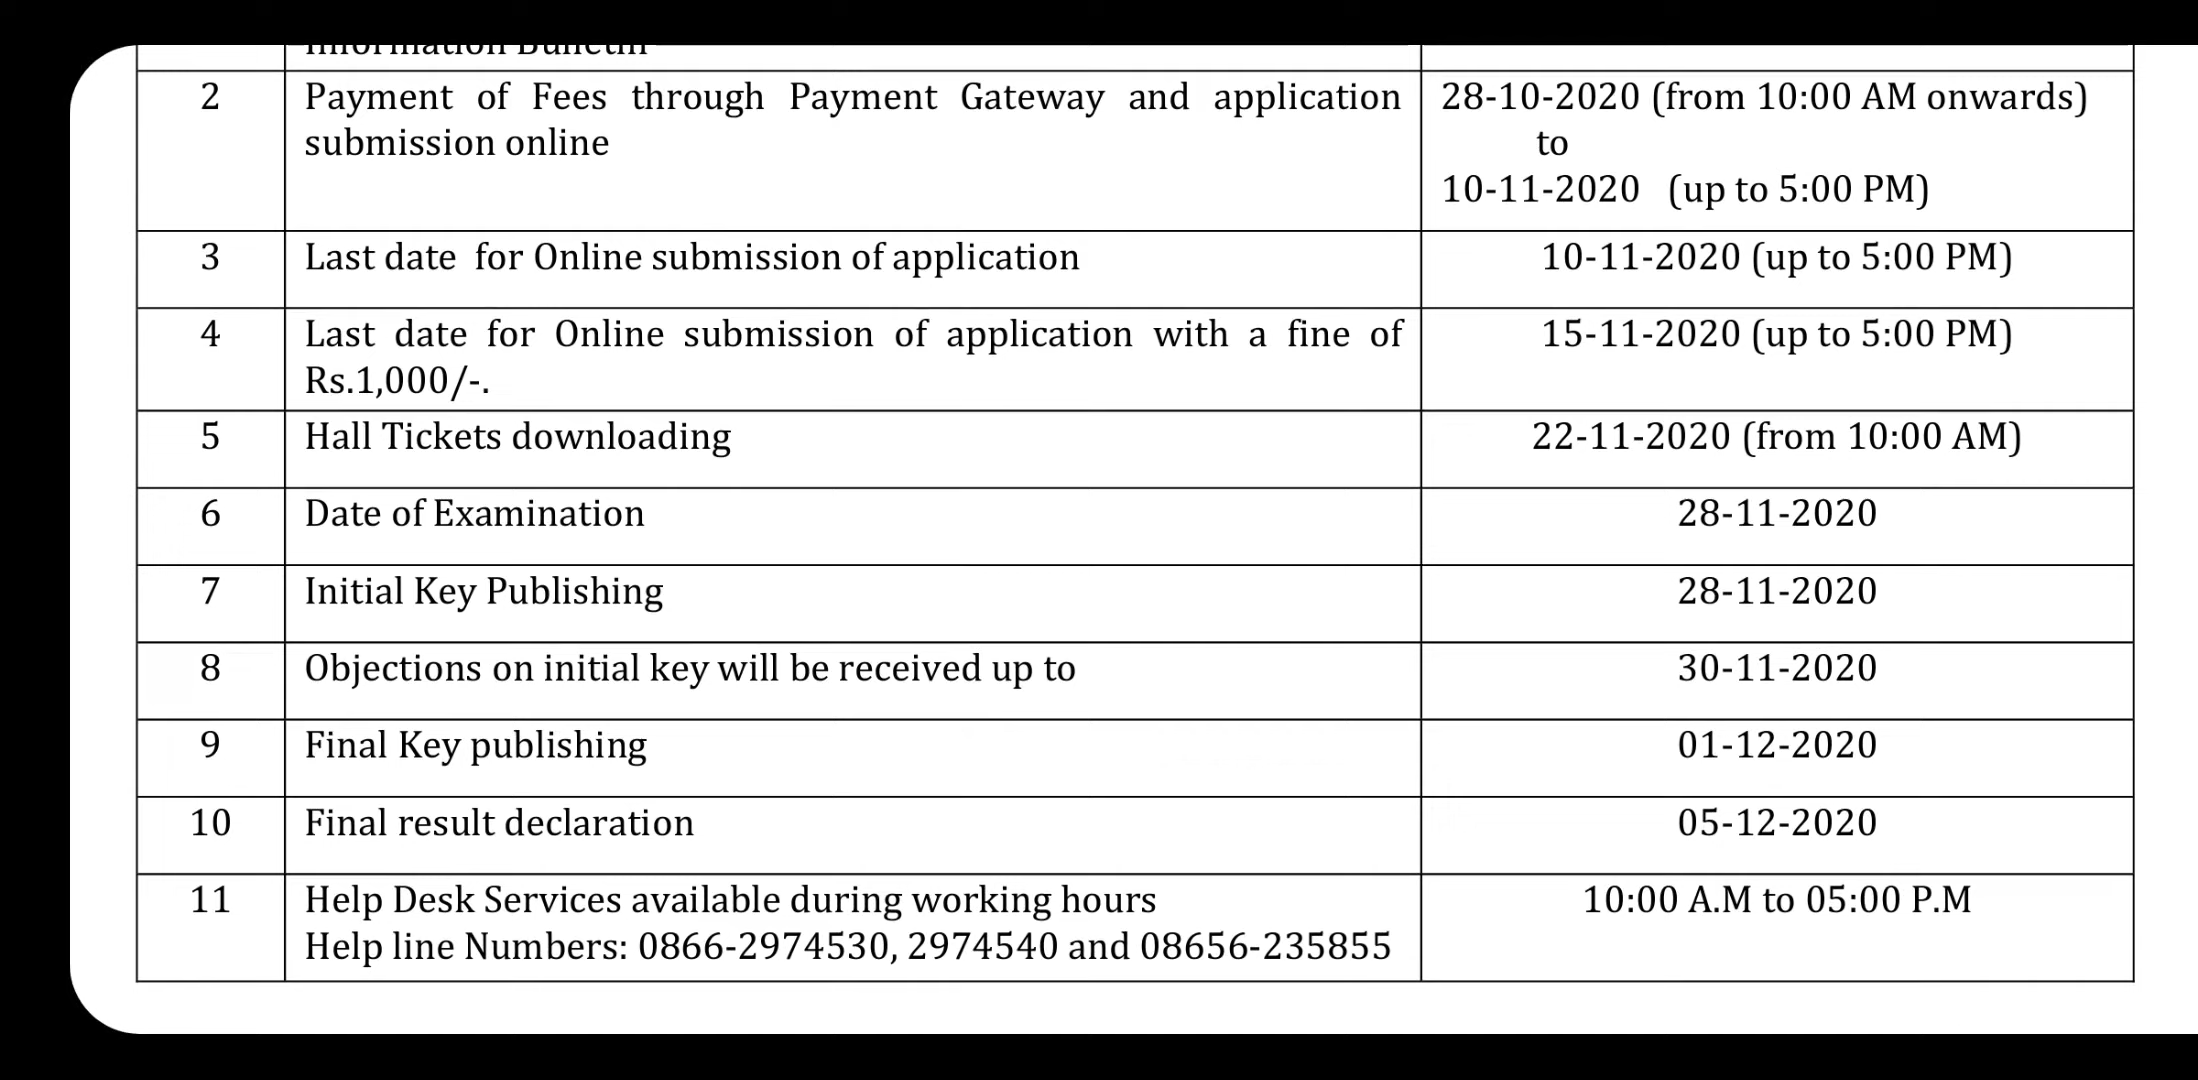 Information Bulletin
2 Payment of Fees through Payment Gateway and application 28-10-2020 (from 10:00 AM onwards)
submission online to
10-11-2020 (up to 5:00 PM)
3 Last date for Online submission of application 10-11-2020 (up to 5:00 PM)
4 Last date for Online submission of application with a fine of 15-11-2020 (up to 5:00 PM)
Rs.1,000/-.
5 Hall Tickets downloading 22-11-2020 (from 10:00 AM)
6 Date of Examination 28-11-2020
7 Initial Key Publishing 28-11-2020
8 Objections on initial key will be received up to 30-11-2020
9 Final Key publishing 01-12-2020
10 Final result declaration 05-12-2020
11 Help Desk Services available during working hours 10:00 A.M to 05:00 P.M
Help line Numbers: 0866-2974530, 2974540 and 08656-235855